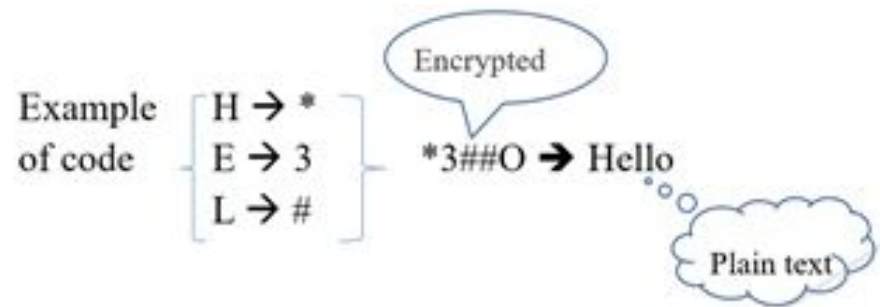 Encrypted
Example
of code
H → *
E → 3
L → #
*3##O → Hello
Plain text